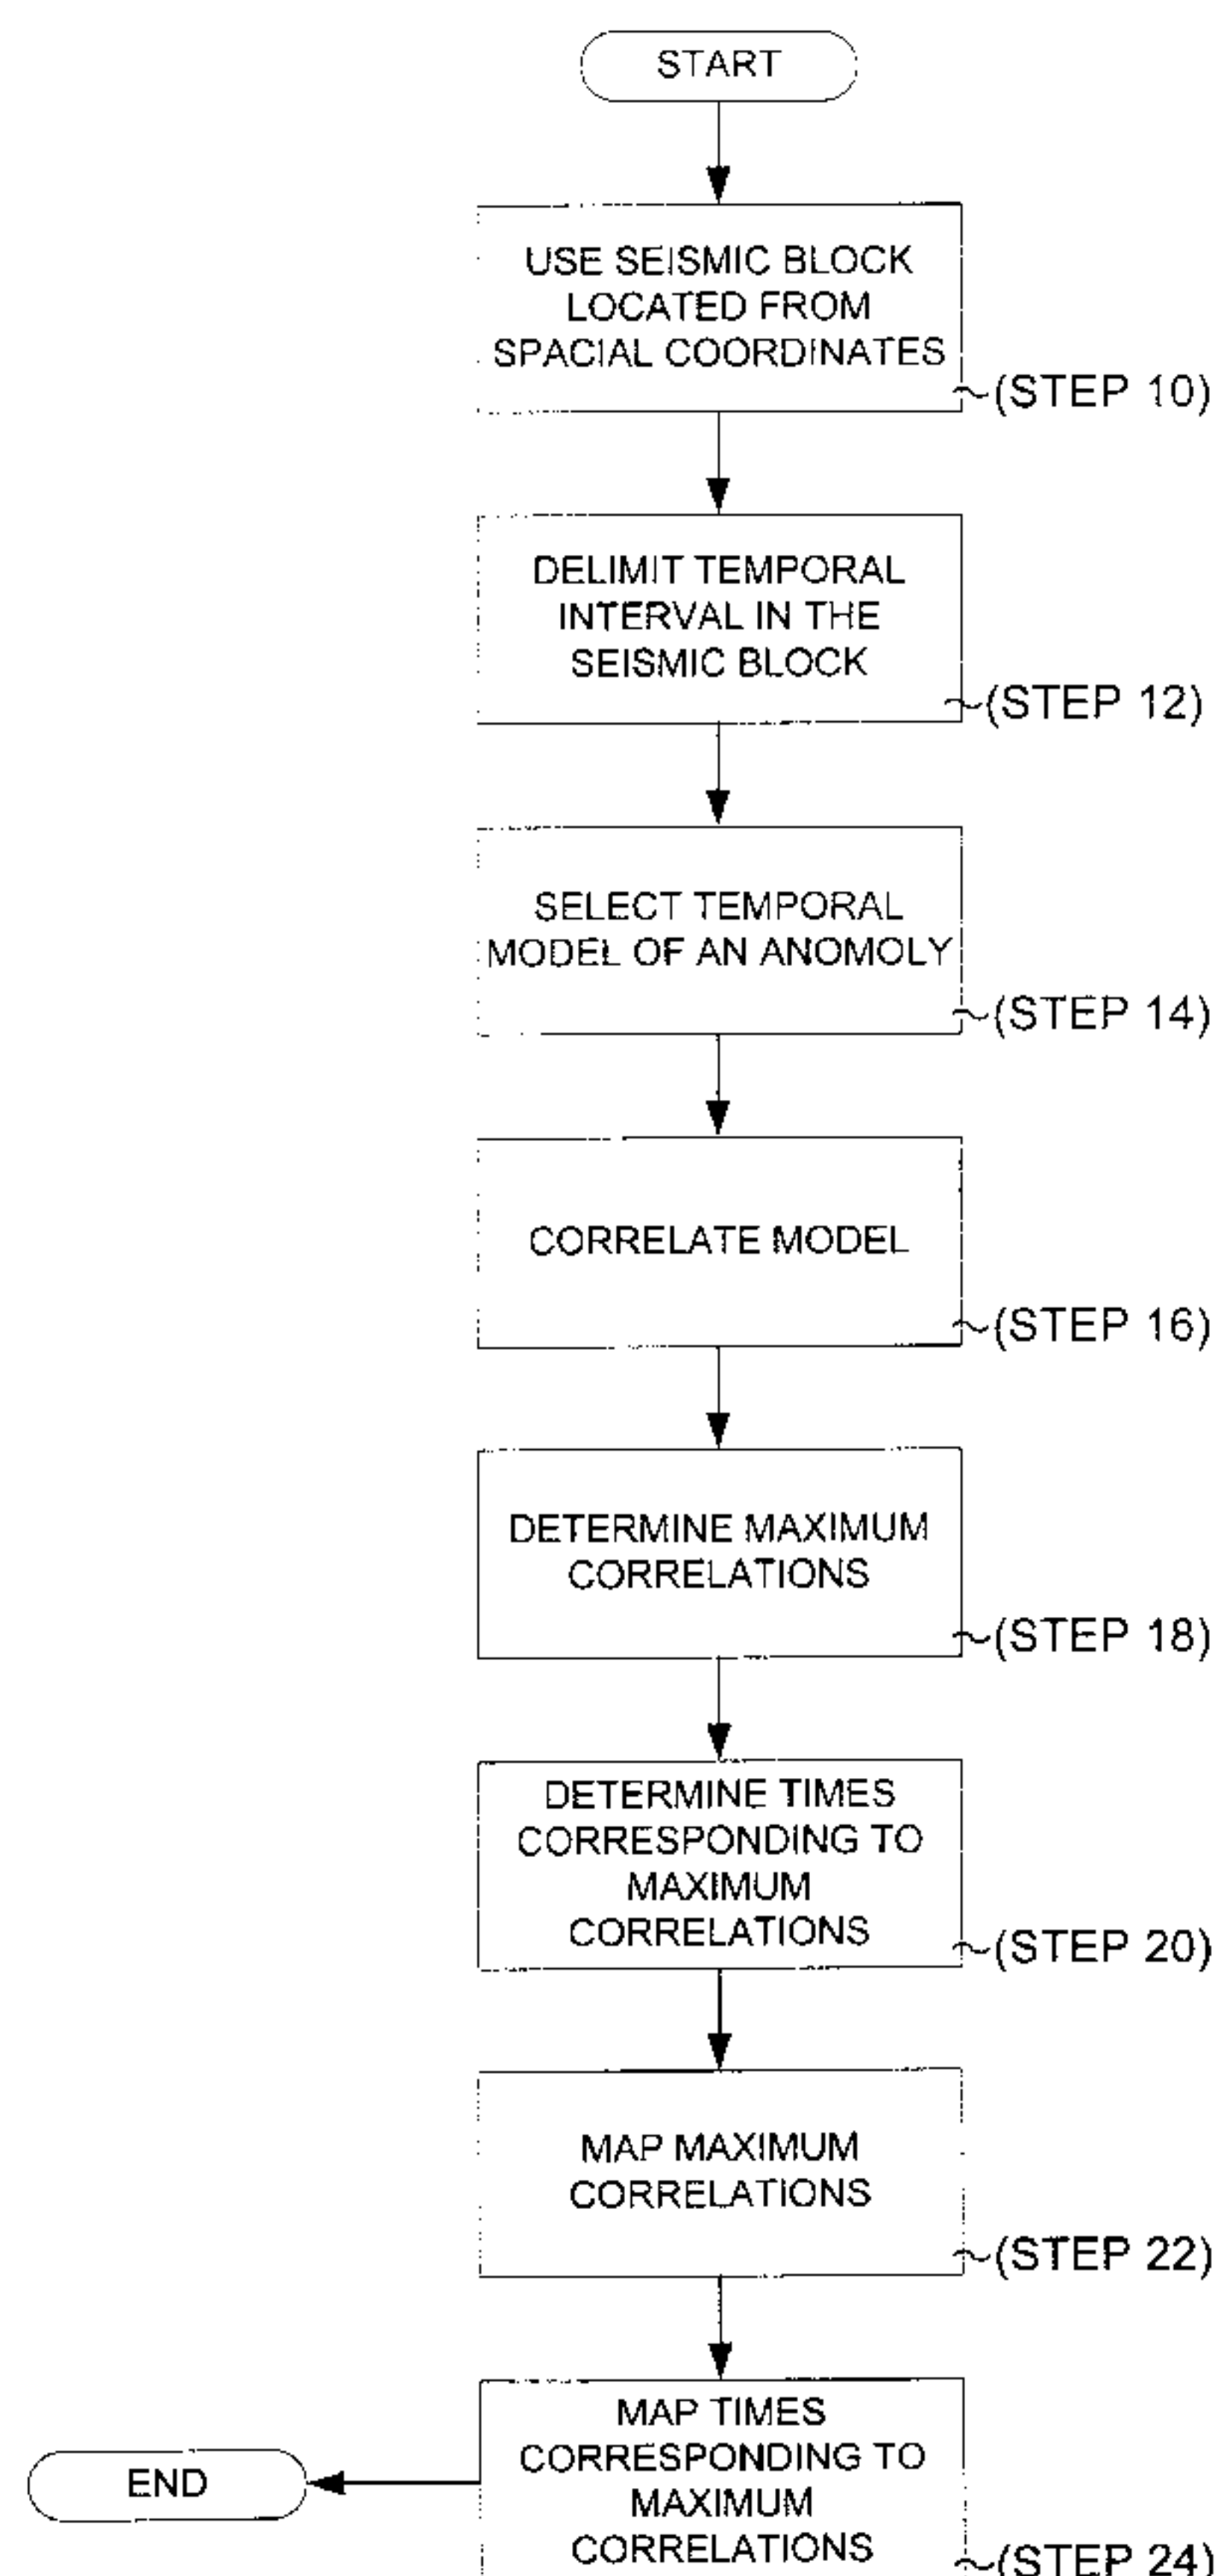 START
USE SEISMIC BLOCK
LOCATED FROM
SPACIAL COORDINATES
(STEP 10)
DELIMIT TEMPORAL
INTERVAL IN THE
SEISMIC BLOCK
(STEP 12)
SELECT TEMPORAL
MODEL OF AN ANOMOLY
(STEP 14)
CORRELATE MODEL
(STEP 16)
DETERMINE MAXIMUM
CORRELATIONS
(STEP 18)
DETERMINE TIMES
CORRESPONDING TO
MAXIMUM
CORRELATIONS
(STEP 20)
MAP MAXIMUM
CORRELATIONS
(STEP 22)
MAP TIMES
CORRESPONDING TO
MAXIMUM
CORRELATIONS
(STEP 24)
END